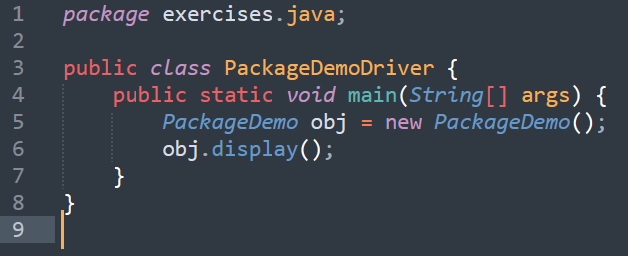 1 package exercises.java;
2
3 public class PackageDemoDriver {
4     public static void main(String[] args) {
5         PackageDemo obj = new PackageDemo();
6         obj.display();
7     }
8 }
9